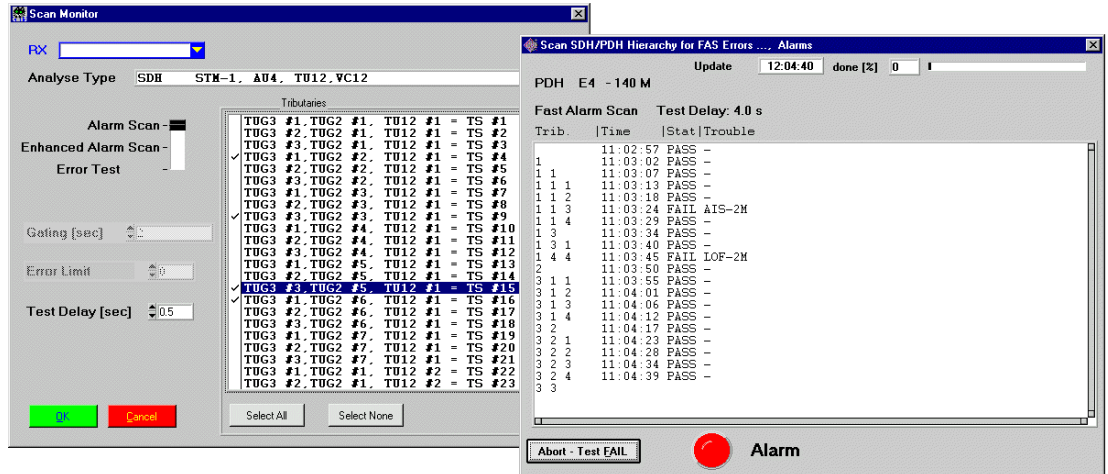 Scan Monitor
RX
Analyse Type SDH STM-1, AU4, TU12,VC12
Tributaries
Alarm Scan
Enhanced Alarm Scan
Error Test
TUG3 #1,TUG2 #1, TU12 #1 = TS #1
TUG3 #2,TUG2 #1, TU12 #1 = TS #2
TUG3 #3,TUG2 #1, TU12 #1 = TS #3
TUG3 #1,TUG2 #2, TU12 #1 = TS #4
TUG3 #2,TUG2 #2, TU12 #1 = TS #5
TUG3 #3,TUG2 #2, TU12 #1 = TS #6
TUG3 #1,TUG2 #3, TU12 #1 = TS #7
TUG3 #2,TUG2 #3, TU12 #1 = TS #8
TUG3 #3,TUG2 #3, TU12 #1 = TS #9
TUG3 #1,TUG2 #4, TU12 #1 = TS #10
TUG3 #2,TUG2 #4, TU12 #1 = TS #11
TUG3 #3,TUG2 #4, TU12 #1 = TS #12
TUG3 #1,TUG2 #5, TU12 #1 = TS #13
TUG3 #2,TUG2 #5, TU12 #1 = TS #14
TUG3 #3,TUG2 #5, TU12 #1 = TS #15
TUG3 #1,TUG2 #6, TU12 #1 = TS #16
TUG3 #2,TUG2 #6, TU12 #1 = TS #17
TUG3 #3,TUG2 #6, TU12 #1 = TS #18
TUG3 #1,TUG2 #7, TU12 #1 = TS #19
TUG3 #2,TUG2 #7, TU12 #1 = TS #20
TUG3 #3,TUG2 #7, TU12 #1 = TS #21
TUG3 #1,TUG2 #1, TU12 #2 = TS #22
TUG3 #2,TUG2 #1, TU12 #2 = TS #23
Gating [sec]
Error Limit 0
Test Delay [sec] 0.5
OK Cancel Select All Select None
Scan SDH/PDH Hierarchy for FAS Errors ..., Alarms
Update 12:04:40 done [%] 0
PDH E4 - 140 M
Fast Alarm Scan Test Delay: 4.0 s
Trib. |Time |Stat|Trouble
11:02:57 PASS -
1 11:03:02 PASS -
1 1 11:03:07 PASS -
1 1 1 11:03:13 PASS -
1 1 2 11:03:18 PASS -
1 1 3 11:03:24 FAIL AIS-2M
1 1 4 11:03:29 PASS -
1 3 11:03:34 PASS -
1 3 1 11:03:40 PASS -
1 4 4 11:03:45 FAIL LOF-2M
2 11:03:50 PASS -
3 1 1 11:03:55 PASS -
3 1 2 11:04:01 PASS -
3 1 3 11:04:06 PASS -
3 1 4 11:04:12 PASS -
3 2 11:04:17 PASS -
3 2 1 11:04:23 PASS -
3 2 2 11:04:28 PASS -
3 2 3 11:04:34 PASS -
3 2 4 11:04:39 PASS -
3 3
Abort - Test FAIL Alarm